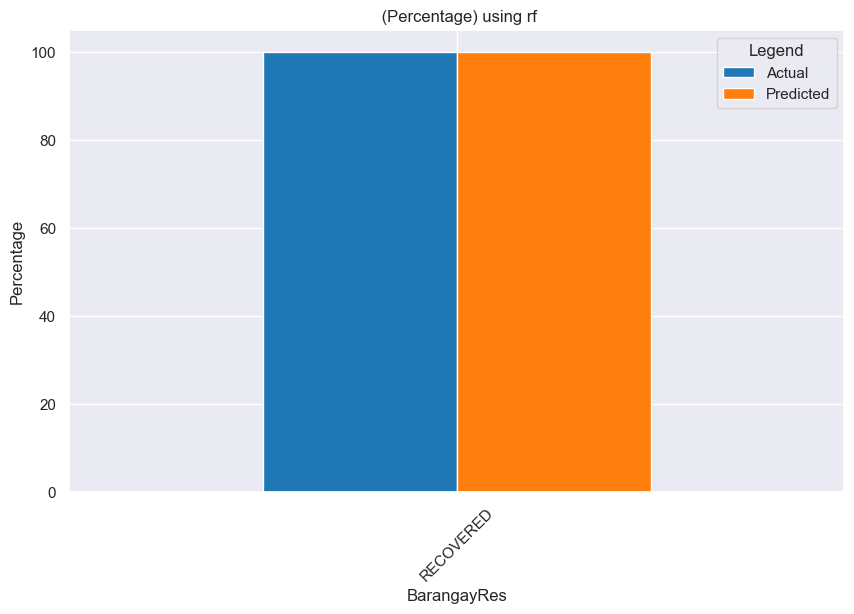 (Percentage) using rf
Legend
Actual
Predicted
Percentage
100
80
60
40
20
0
RECOVERED
BarangayRes